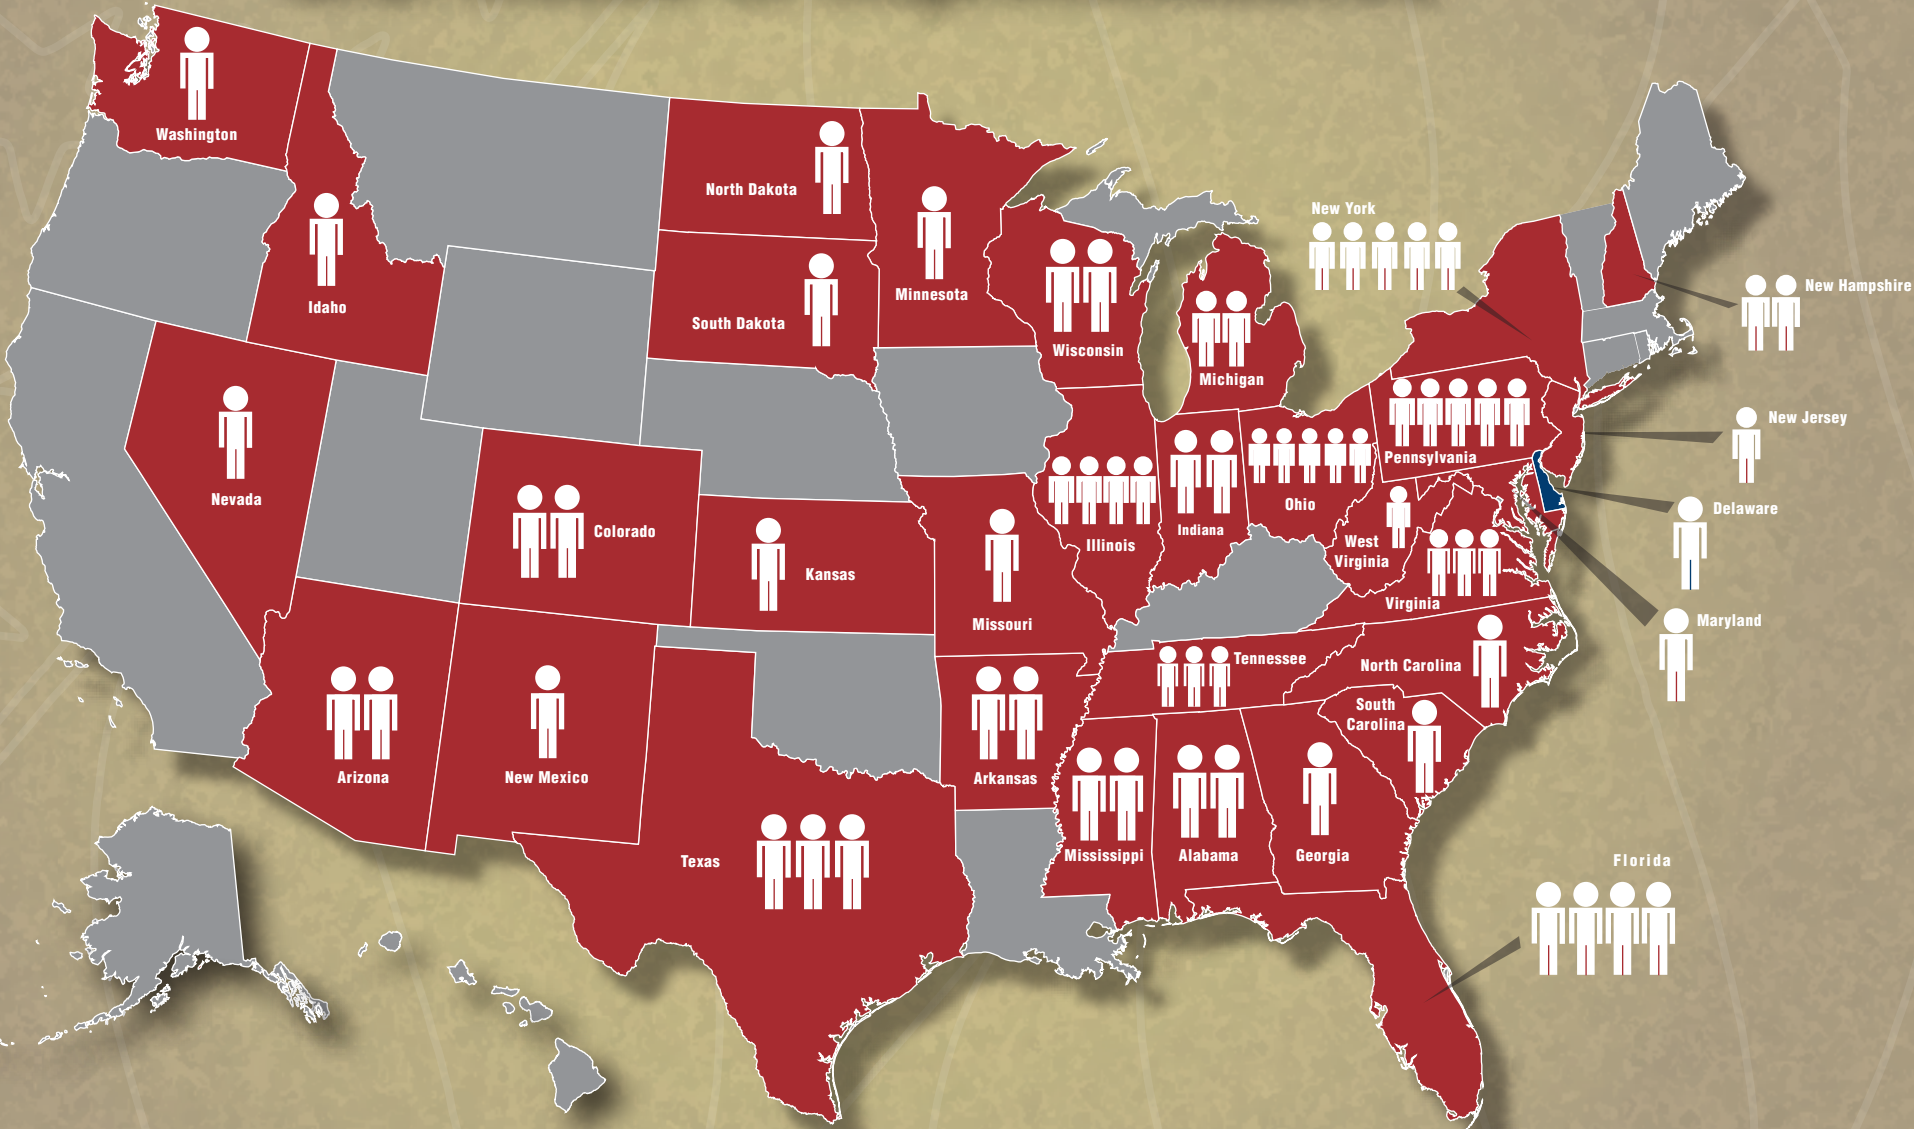 Washington
North Dakota
New York
Idaho
Minnesota
New Hampshire
South Dakota
Wisconsin
Michigan
New Jersey
Nevada
Pennsylvania
Colorado
Ohio
Delaware
Indiana
Illinois
West
Virginia
Kansas
Virginia
Missouri
Maryland
Tennessee
North Carolina
South
Carolina
Arizona
New Mexico
Arkansas
Texas
Mississippi
Alabama
Georgia
Florida